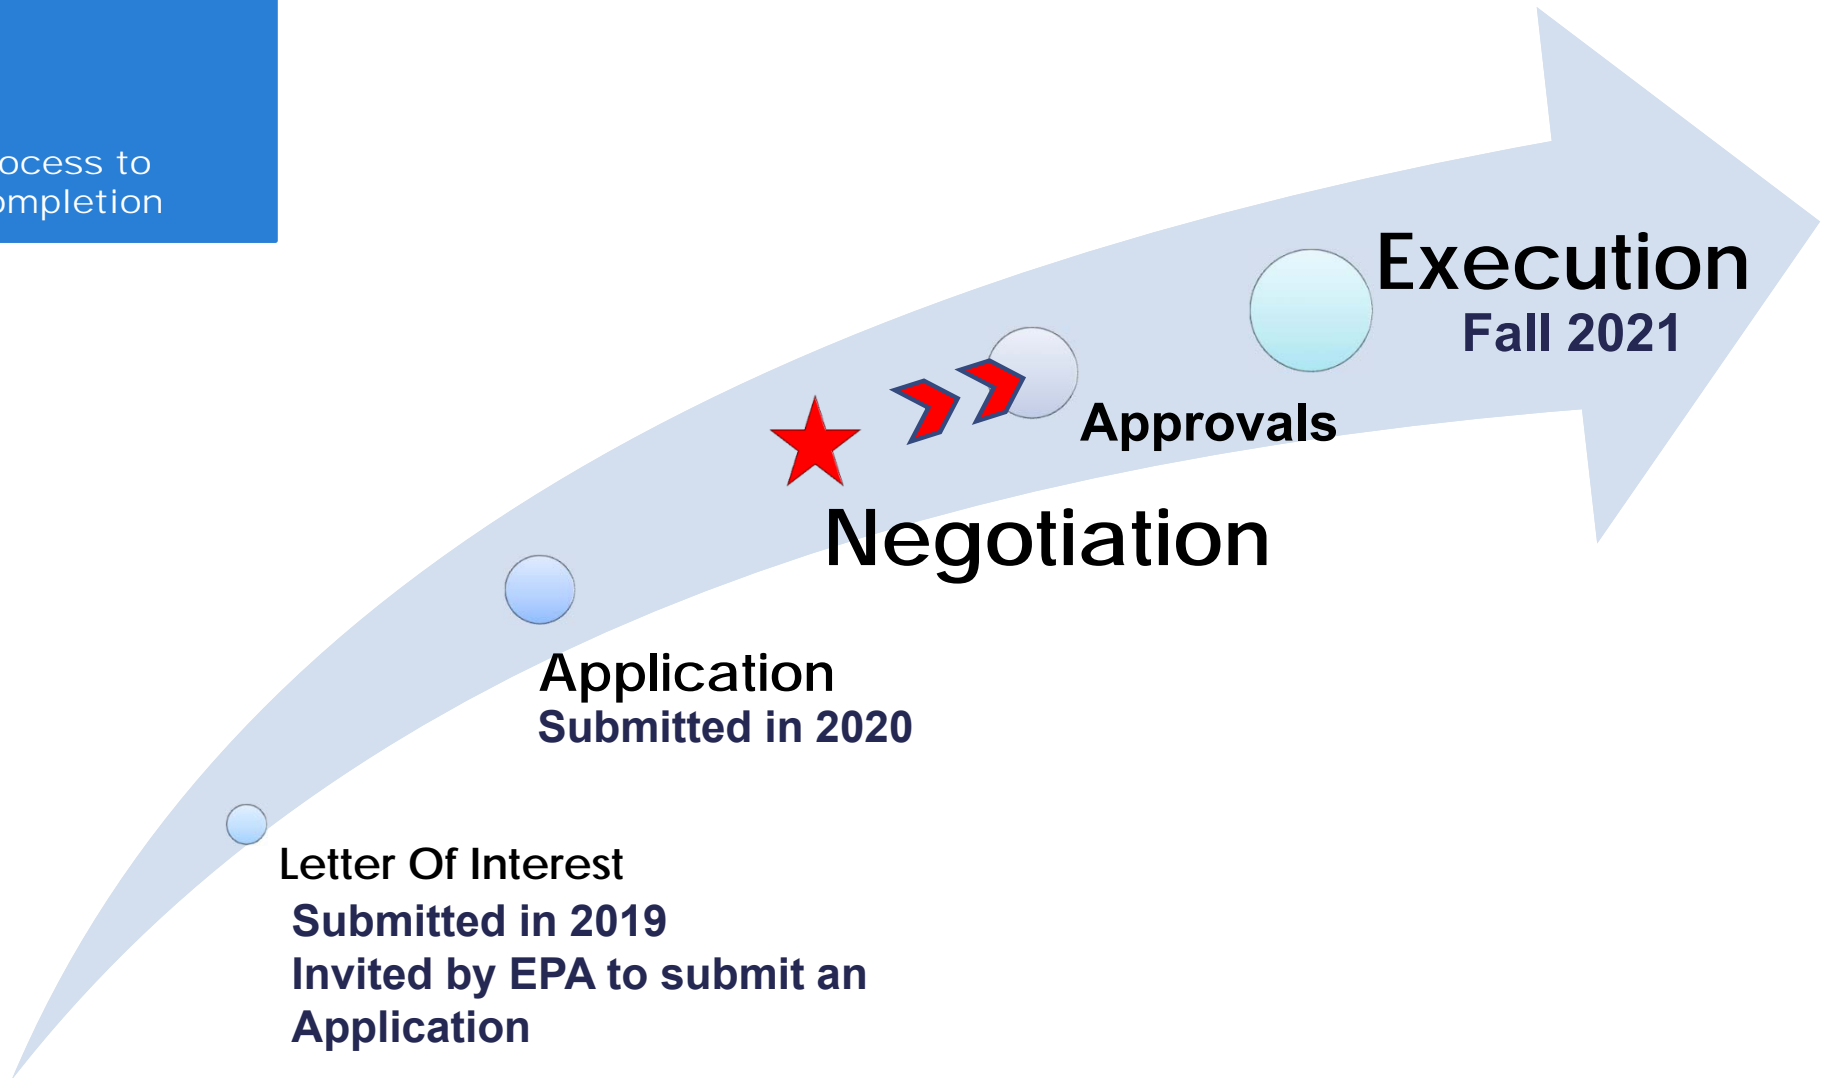 ocess to
ompletion
Execution
Fall 2021
Approvals
Negotiation
Application
Submitted in 2020
Letter Of Interest
Submitted in 2019
Invited by EPA to submit an
Application